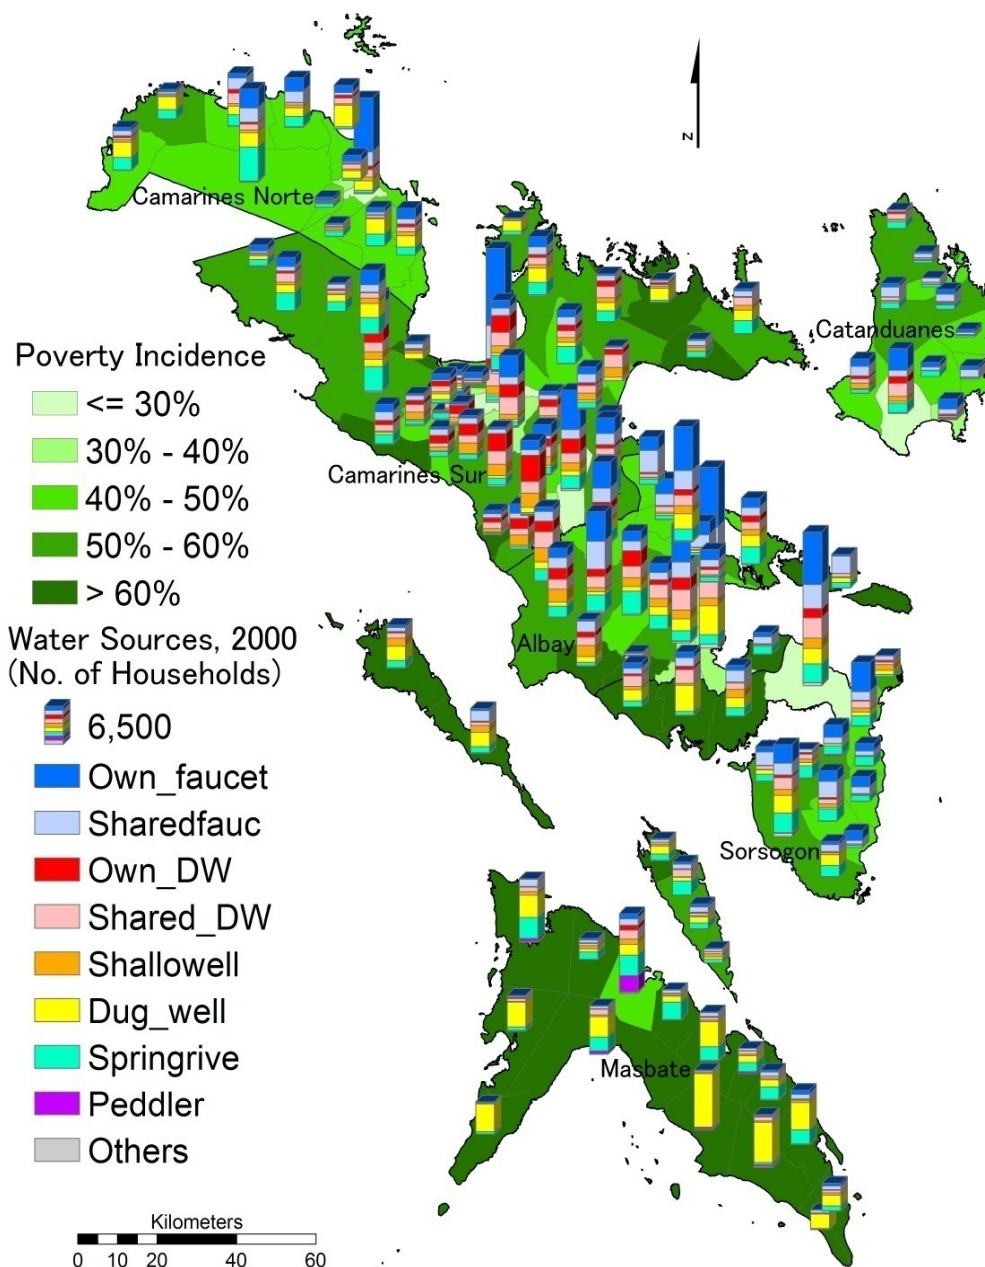 N
Camarines Norte
Catanduanes
Poverty Incidence
<= 30%
30% - 40%
40% - 50%
50% - 60%
> 60%
Camarines Sur
Water Sources, 2000
(No. of Households)
6,500
Albay
Own_faucet
Sharedfauc
Own_DW
Shared_DW
Shallowell
Dug_well
Springrive
Peddler
Others
Sorsogon
Masbate
Kilometers
0 10 20 40 60